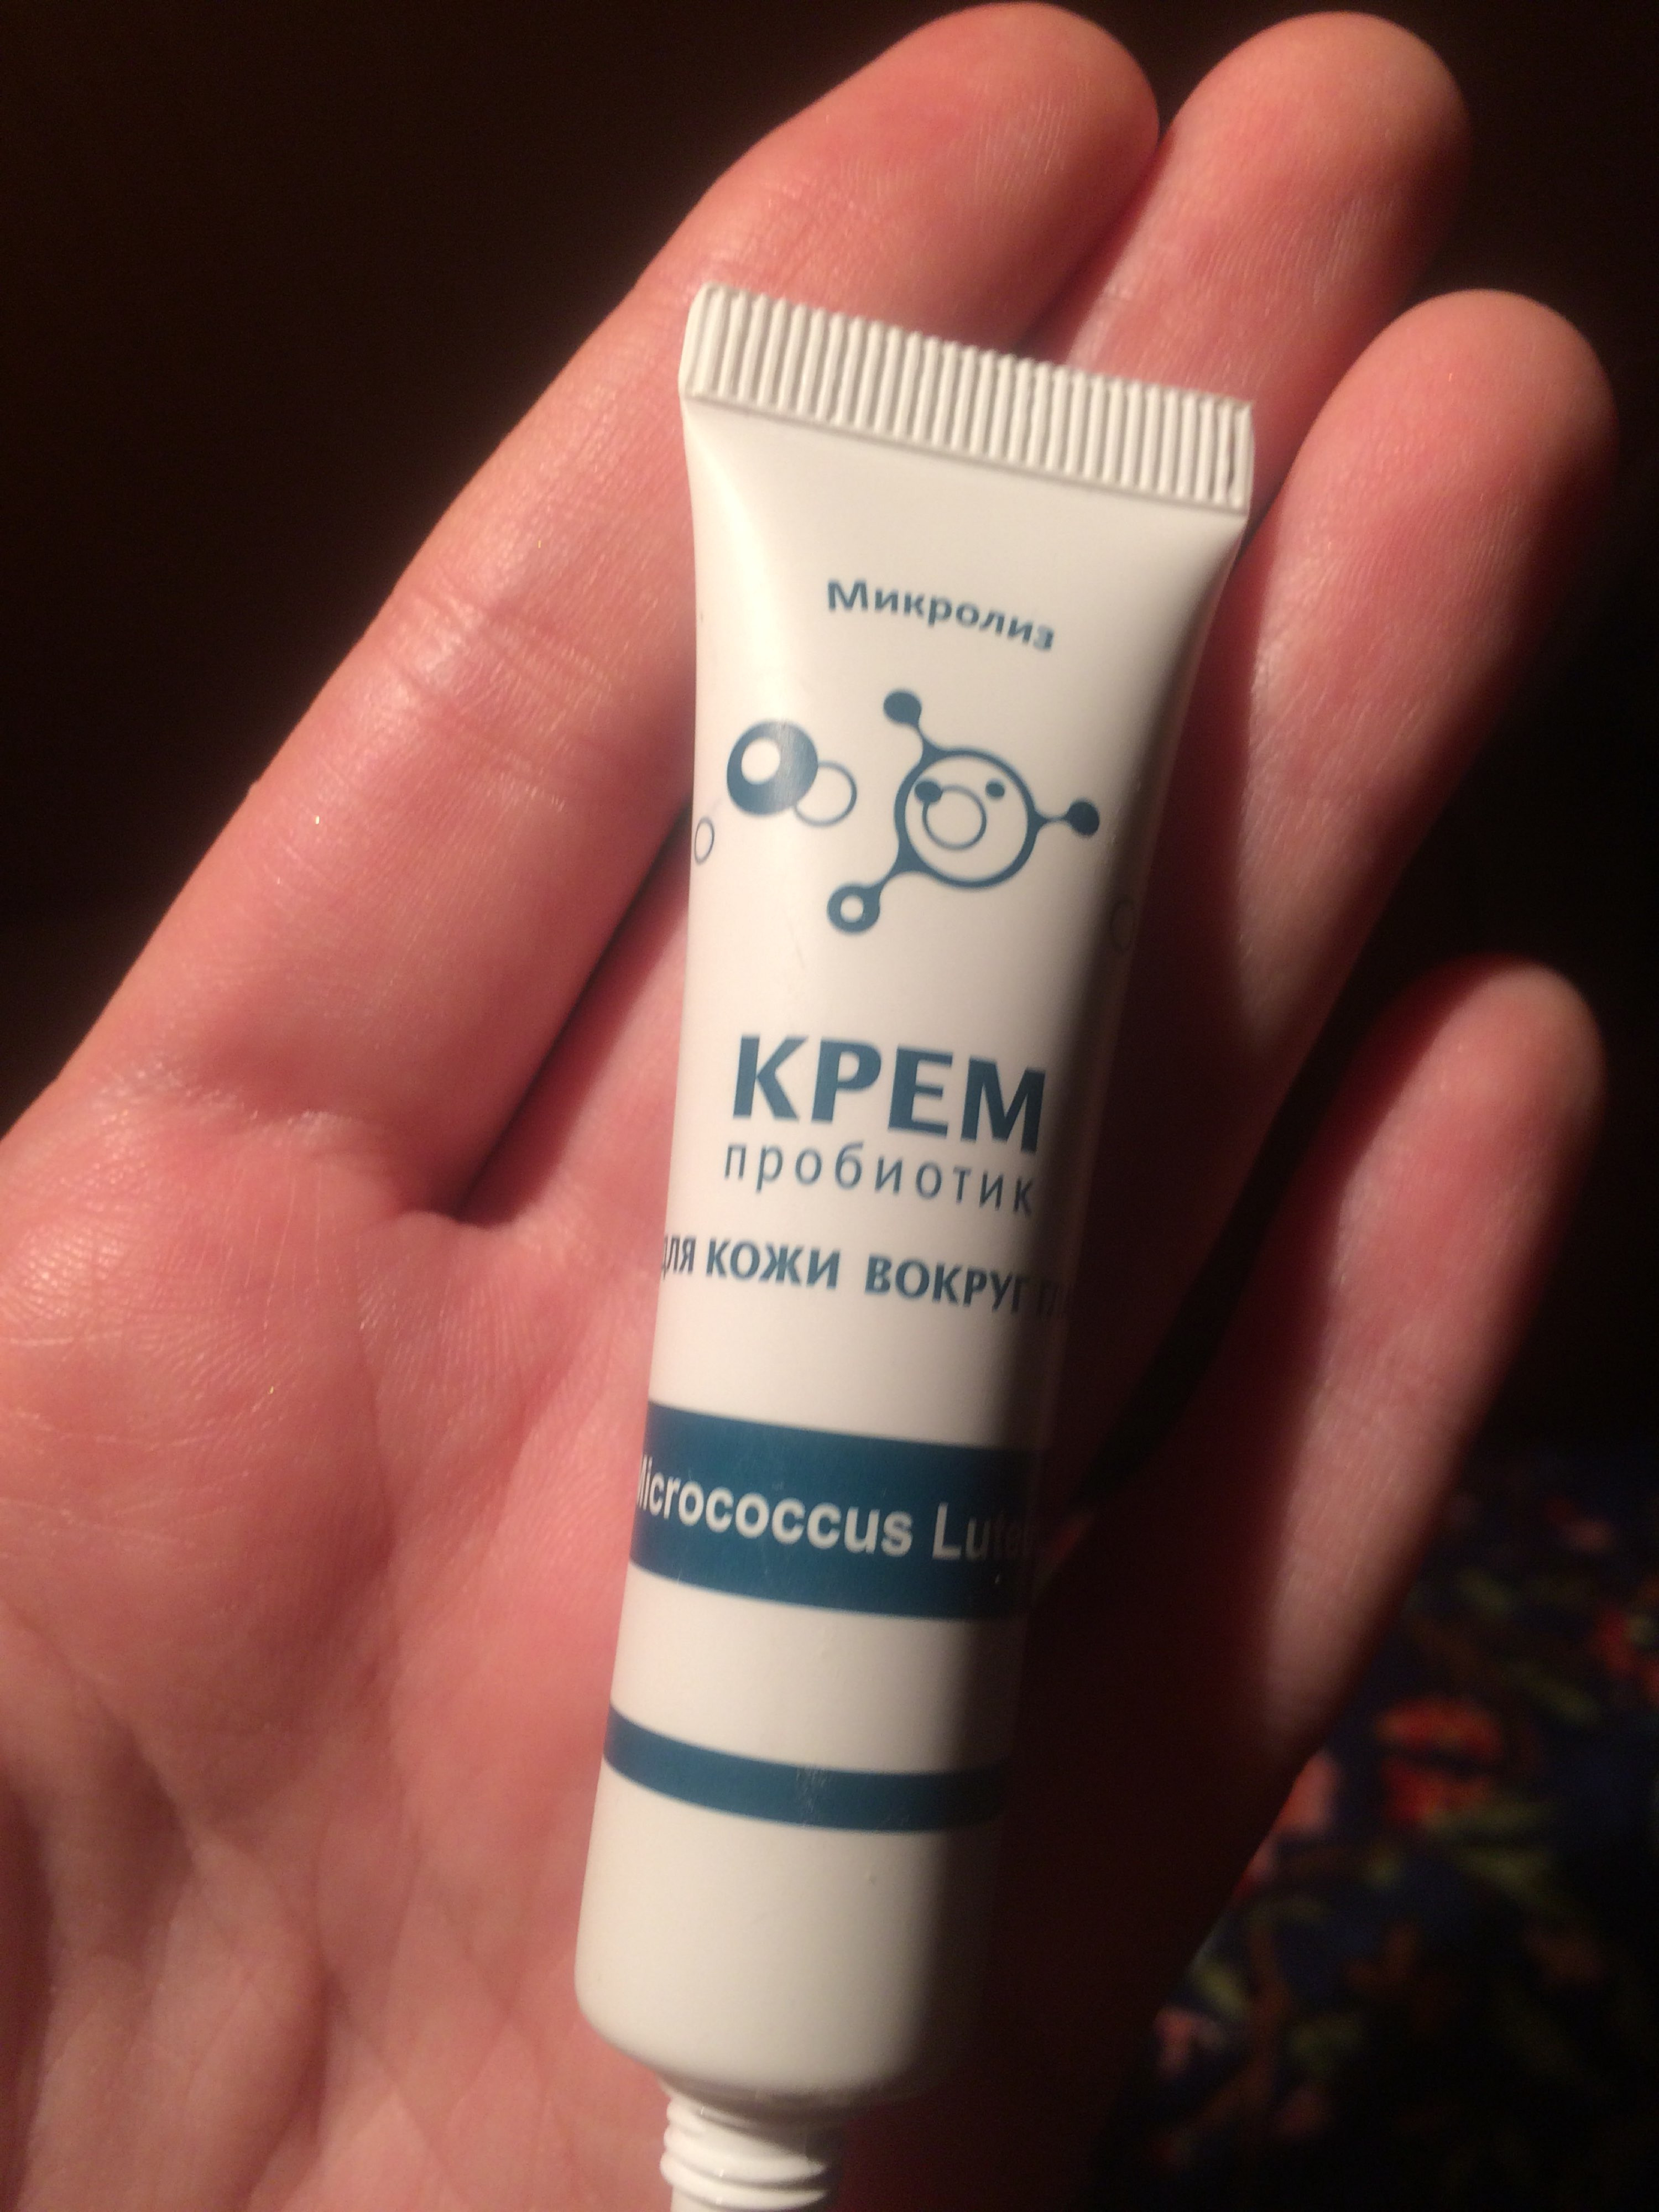 Микролиз
КРЕМ
пробиотик
для КОЖИ ВОКРУГ
Micrococcus